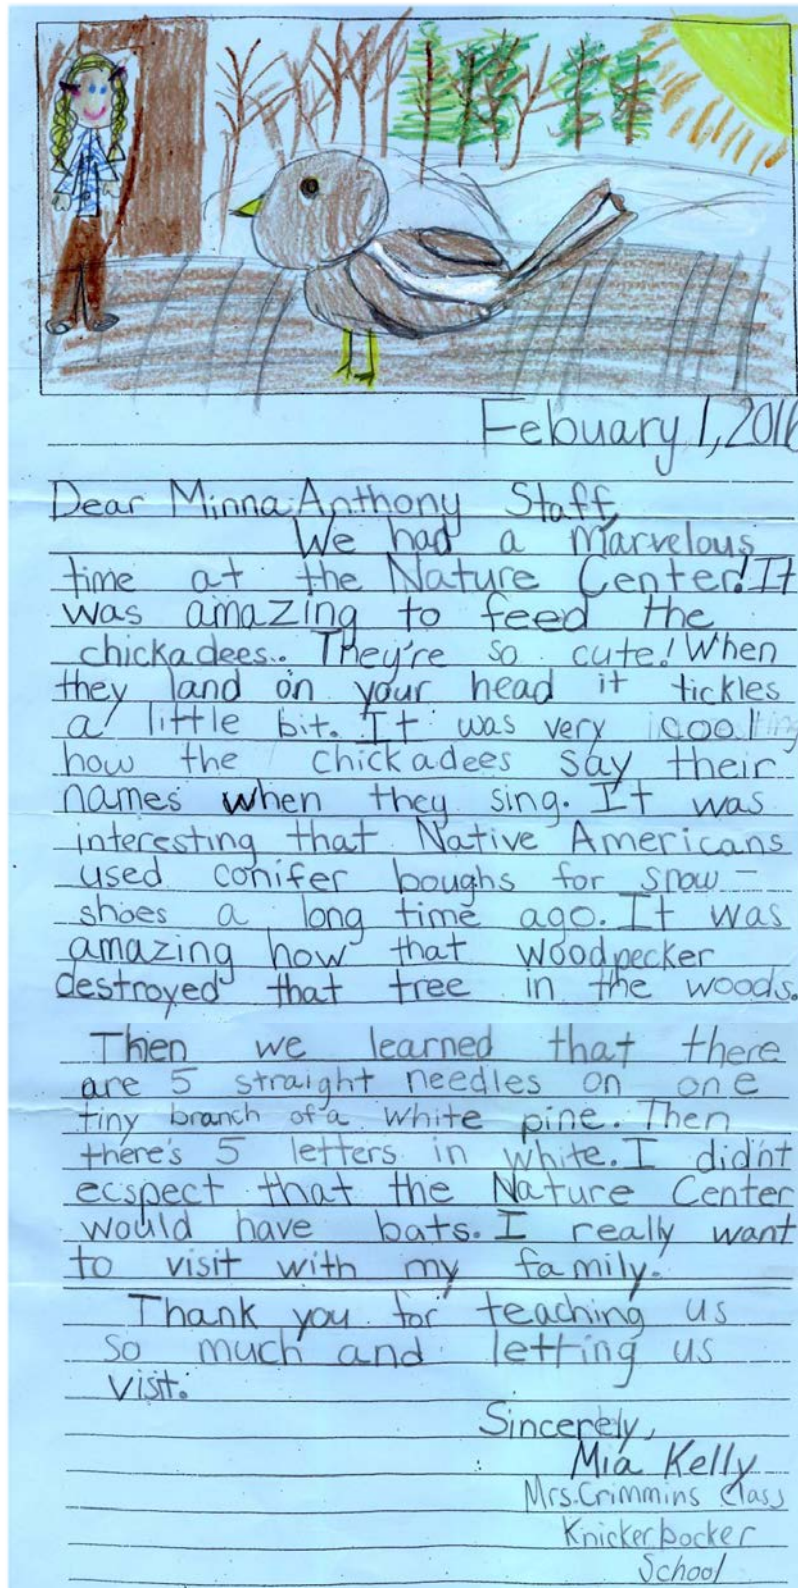 Febuary 1, 2016
Dear Minna Anthony Staff,
We had a marvelous
time at the Nature Center! It
was amazing to feed the
chickadees. They're so cute! When
they land on your head it tickles
a little bit. It was very cool
how the chickadees say their
names when they sing. It was
interesting that Native Americans
used conifer boughs for snow-
shoes a long time ago. It was
amazing how that woodpecker
destroyed that tree in the woods.
Then we learned that there
are 5 straight needles on one
tiny branch of a white pine. Then
there's 5 letters in white. I did'nt
ecspect that the Nature Center
would have bats. I really want
to visit with my family.
Thank you for teaching us
so much and letting us
visit.
Sincerely,
Mia Kelly
Mrs. Crimmins Class
Knickerbocker
School